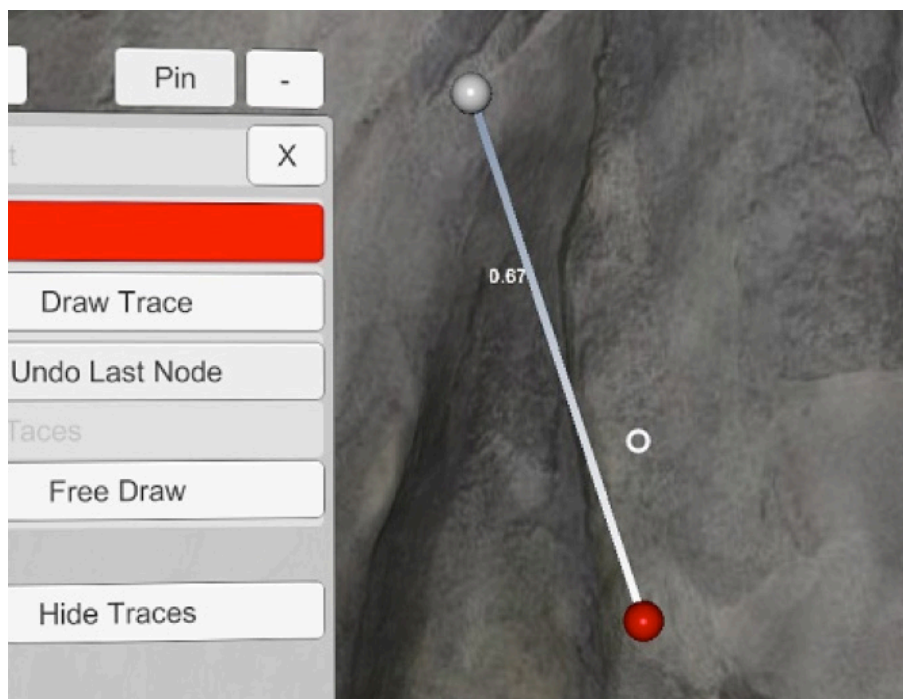 Pin -
X
Draw Trace
0.67
Undo Last Node
Taces
Free Draw
Hide Traces